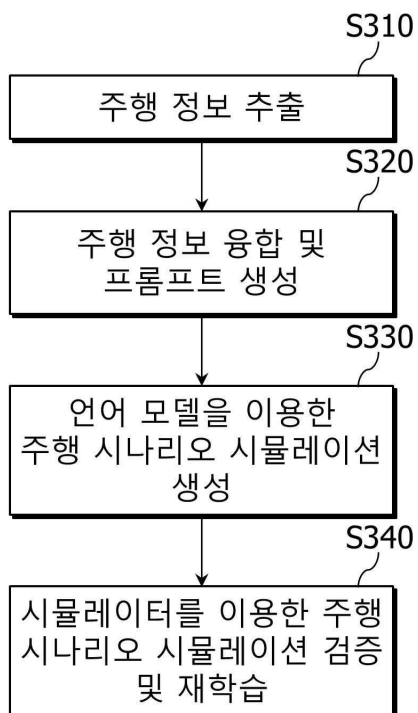 S310
주행 정보 추출
S320
주행 정보 융합 및
프롬프트 생성
S330
언어 모델을 이용한
주행 시나리오 시뮬레이션
생성
S340
시뮬레이터를 이용한 주행
시나리오 시뮬레이션 검증
및 재학습